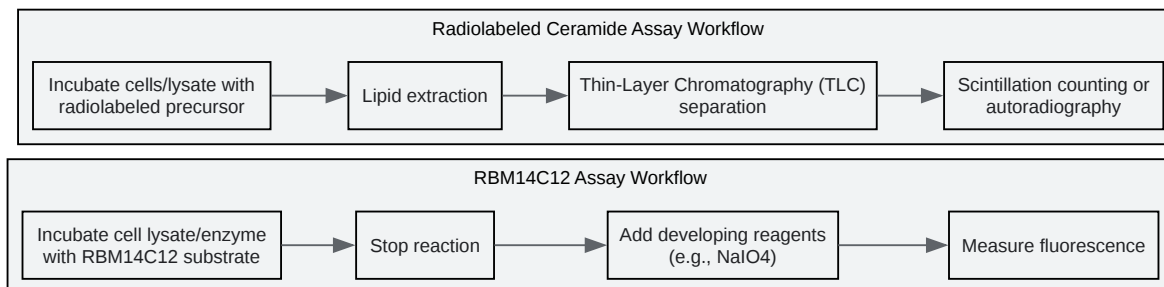 Radiolabeled Ceramide Assay Workflow
Incubate cells/lysate with
radiolabeled precursor
Lipid extraction
Thin-Layer Chromatography (TLC)
separation
Scintillation counting or
autoradiography
RBM14C12 Assay Workflow
Incubate cell lysate/enzyme
with RBM14C12 substrate
Stop reaction
Add developing reagents
(e.g., NaIO4)
Measure fluorescence